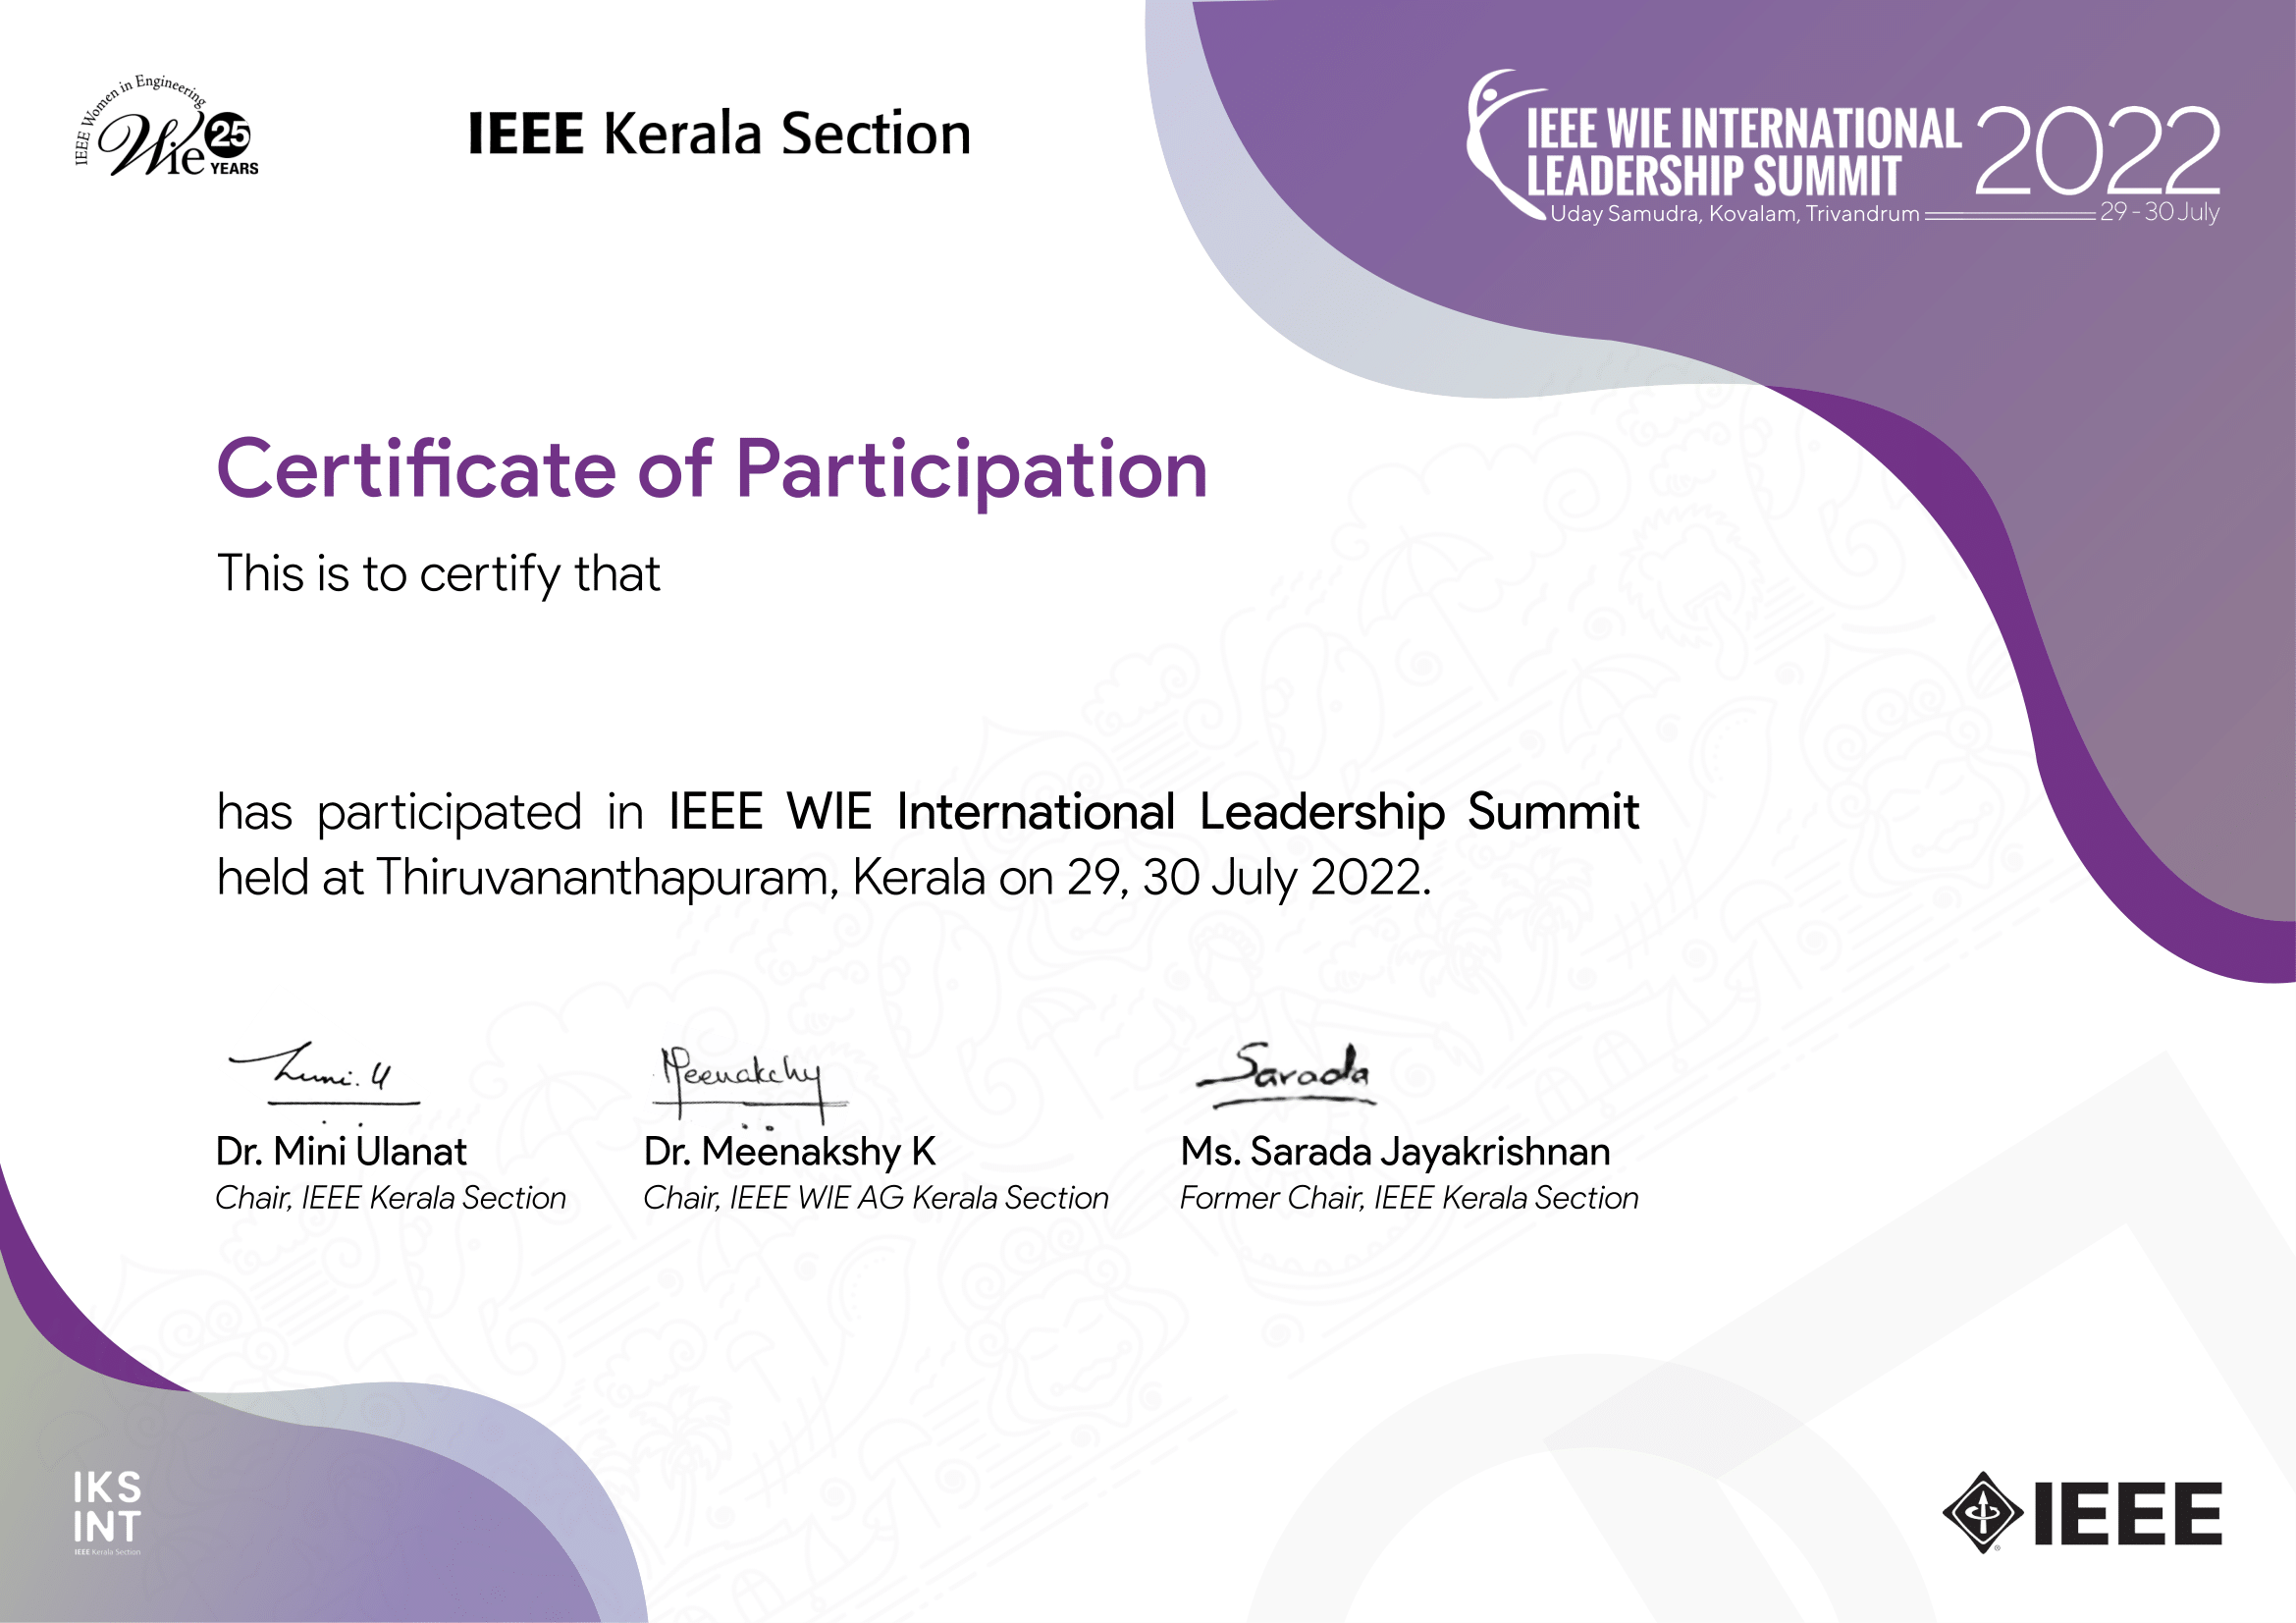 IEEE Women in Engineering
Wie 25
YEARS
IEEE Kerala Section
IEEE WIE INTERNATIONAL
LEADERSHIP SUMMIT 2022
Uday Samudra, Kovalam, Trivandrum 29 - 30 July
Certificate of Participation
This is to certify that
has participated in IEEE WIE International Leadership Summit
held at Thiruvananthapuram, Kerala on 29, 30 July 2022.
Meenakchy
Sarada
Dr. Mini Ulanat
Chair, IEEE Kerala Section
Dr. Meenakshy K
Chair, IEEE WIE AG Kerala Section
Ms. Sarada Jayakrishnan
Former Chair, IEEE Kerala Section
IKS
INT
IEEE Kerala Section
IEEE